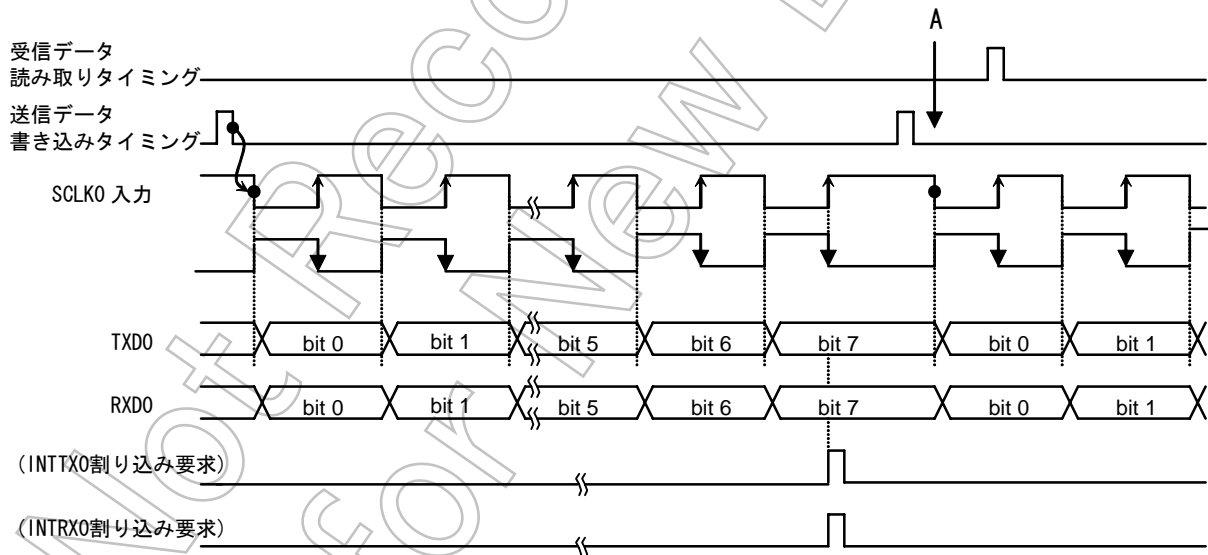 A
受信データ
読み取りタイミング
送信データ
書き込みタイミング
SCLK0 入力
TXD0
bit 0
bit 1
bit 5
bit 6
bit 7
bit 0
bit 1
RXD0
bit 0
bit 1
bit 5
bit 6
bit 7
bit 0
bit 1
(INTTX0割り込み要求)
(INTRX0割り込み要求)
Not Reco
for New